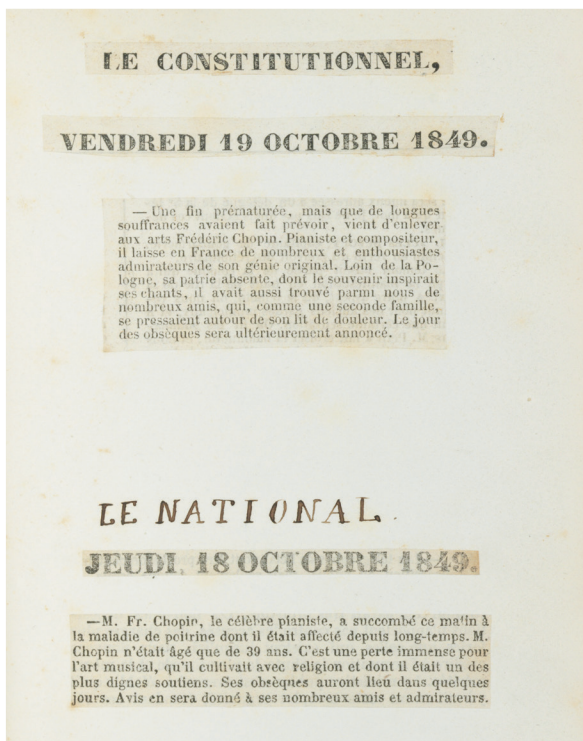 LE CONSTITUTIONNEL,
VENDREDI 19 OCTOBRE 1849.
— Une fin prématurée, mais que de longues
souffrances avaient fait prévoir, vient d'enlever
aux arts Frédéric Chopin. Pianiste et compositeur,
il laisse en France de nombreux et enthousiastes
admirateurs de son génie original. Loin de la Po-
logne, sa patrie absente, dont le souvenir inspirait
ses chants, il avait aussi trouvé parmi nous de
nombreux amis, qui, comme une seconde famille,
se pressaient autour de son lit de douleur. Le jour
des obsèques sera ultérieurement annoncé.
LE NATIONAL.
JEUDI, 18 OCTOBRE 1849.
—M. Fr. Chopin, le célèbre pianiste, a succombé ce matin à
la maladie de poitrine dont il était affecté depuis long-temps. M.
Chopin n'était âgé que de 39 ans. C'est une perte immense pour
l'art musical, qu'il cultivait avec religion et dont il était un des
plus dignes soutiens. Ses obsèques auront lieu dans quelques
jours. Avis en sera donné à ses nombreux amis et admirateurs.